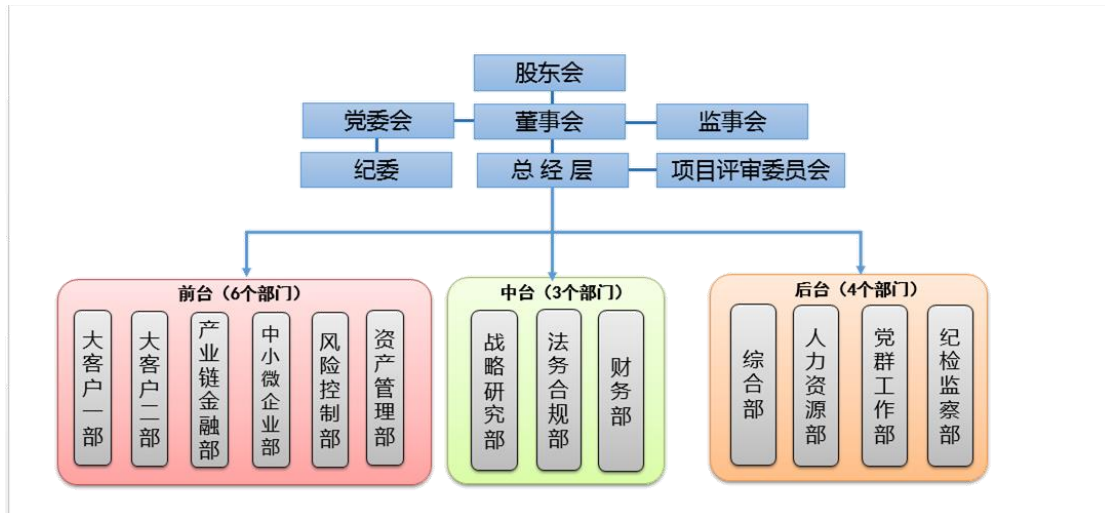 股东会
党委会
董事会
监事会
纪委
总 经 层
项目评审委员会
前台（6个部门）
大客户一部
大客户二部
产业链金融部
中小微企业部
风险控制部
资产管理部
中台（3个部门）
战略研究部
法务合规部
财务部
后台（4个部门）
综合部
人力资源部
党群工作部
纪检监察部